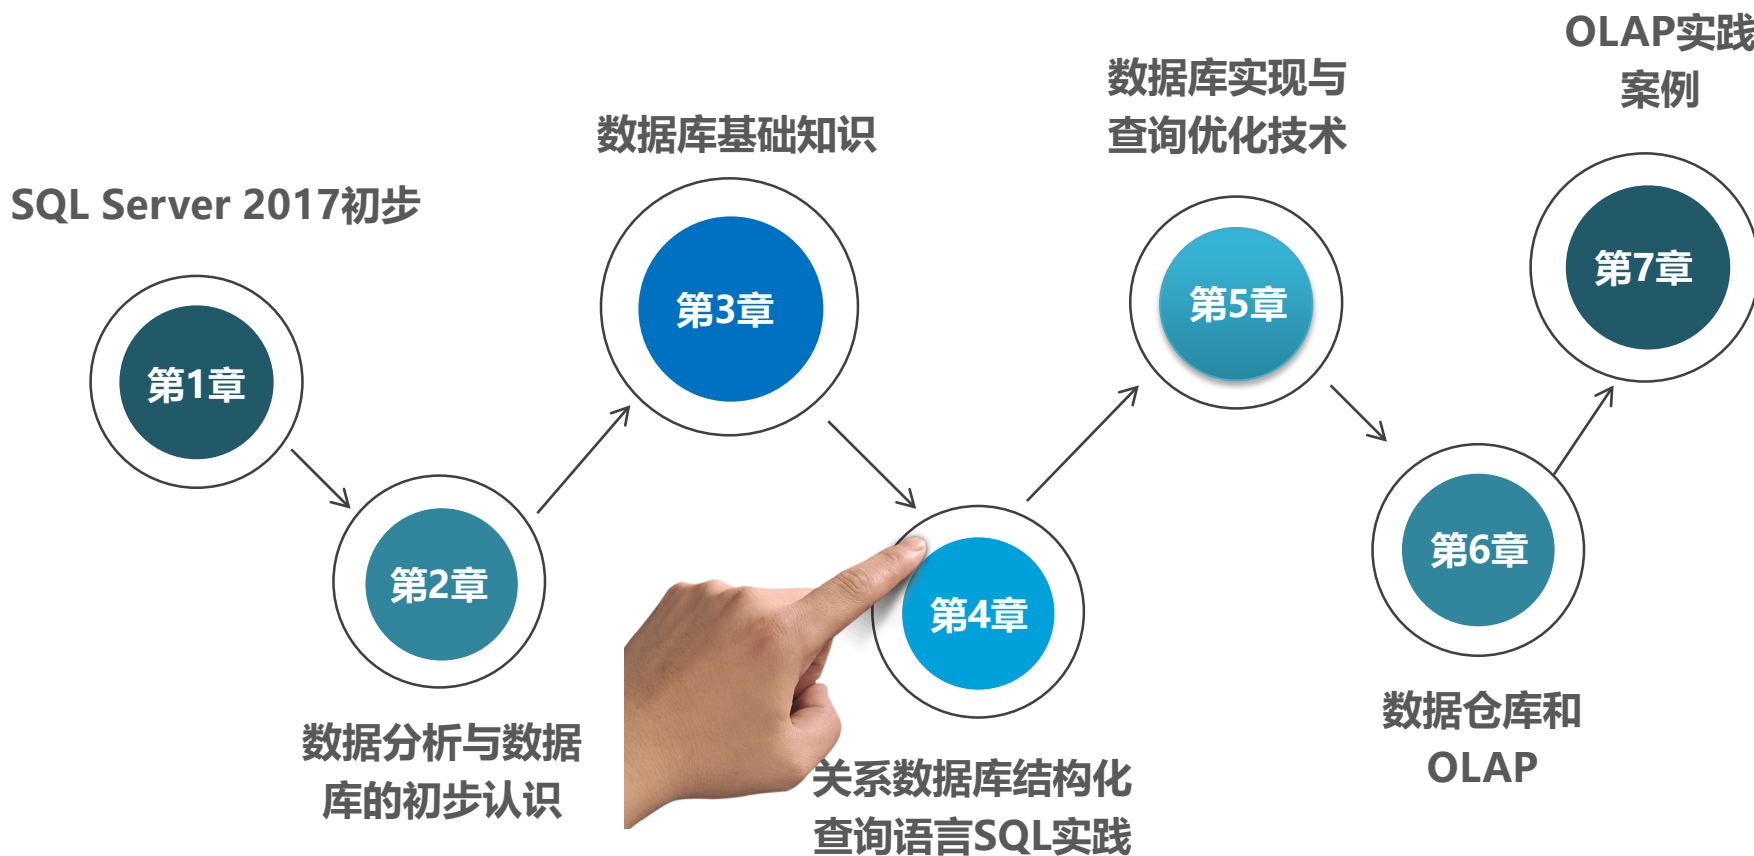 SQL Server 2017初步
第1章
第2章
数据分析与数据
库的初步认识
数据库基础知识
第3章
第4章
关系数据库结构化
查询语言SQL实践
数据库实现与
查询优化技术
第5章
第6章
数据仓库和
OLAP
OLAP实践
案例
第7章